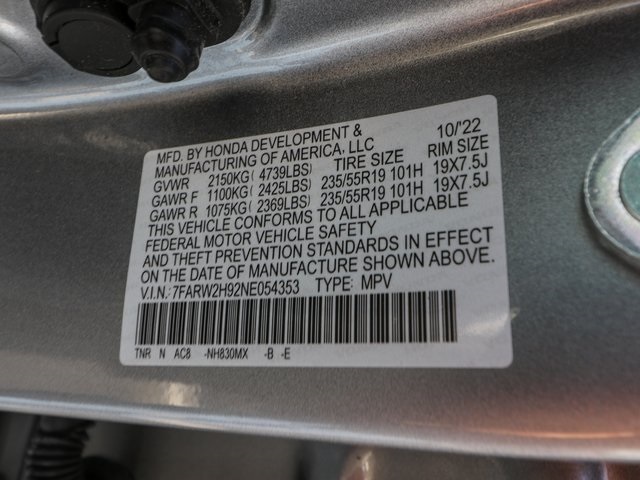 MFD. BY HONDA DEVELOPMENT & 10/'22
MANUFACTURING OF AMERICA, LLC
GVWR 2150KG( 4739LBS) TIRE SIZE RIM SIZE
GAWR F 1100KG( 2425LBS) 235/55R19 101H 19X7.5J
GAWR R 1075KG( 2369LBS) 235/55R19 101H 19X7.5J
THIS VEHICLE CONFORMS TO ALL APPLICABLE
FEDERAL MOTOR VEHICLE SAFETY
AND THEFT PREVENTION STANDARDS IN EFFECT
ON THE DATE OF MANUFACTURE SHOWN ABOVE.
V.I.N.: 7FARW2H92NE054353 TYPE: MPV
TNR N AC8 -NH830MX -B -E